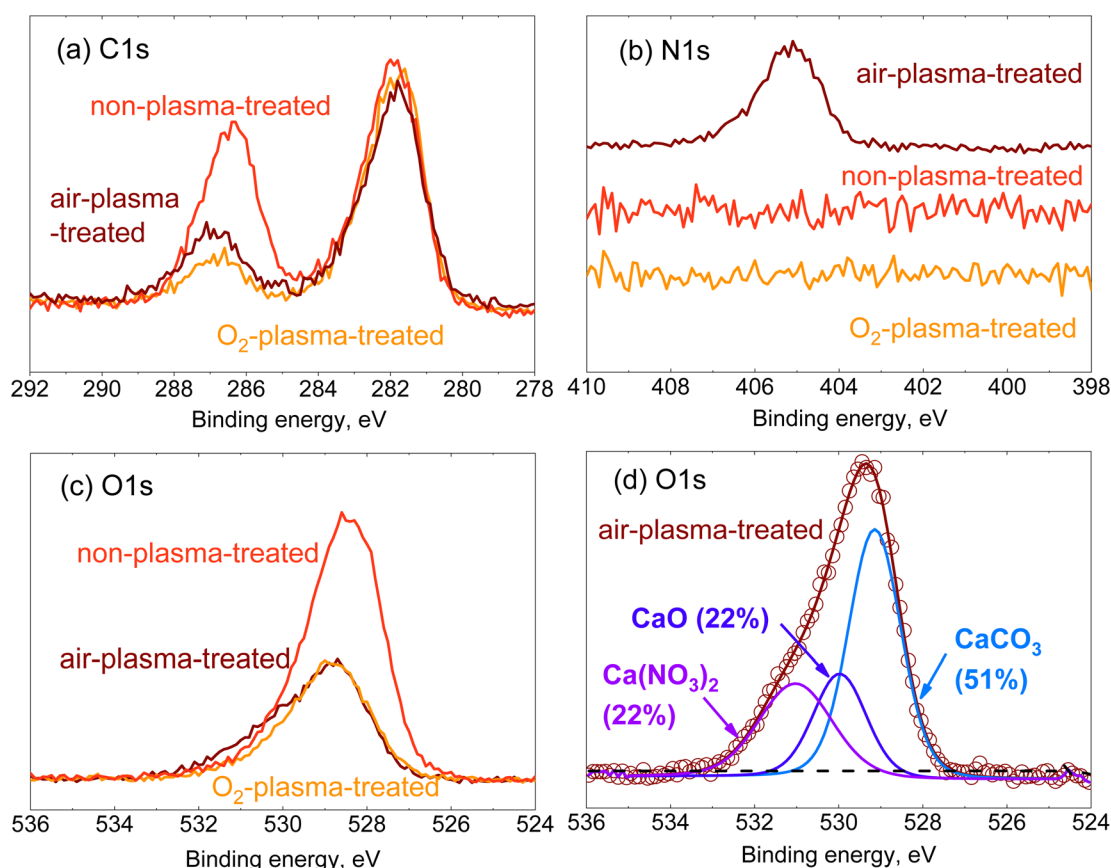 (a) C1s
non-plasma-treated
air-plasma
-treated
O₂-plasma-treated
292 290 288 286 284 282 280 278
Binding energy, eV
(b) N1s
air-plasma-treated
non-plasma-treated
O₂-plasma-treated
410 408 406 404 402 400 398
Binding energy, eV
(c) O1s
non-plasma-treated
air-plasma-treated
O₂-plasma-treated
536 534 532 530 528 526 524
Binding energy, eV
(d) O1s
air-plasma-treated
CaO (22%)
Ca(NO₃)₂
(22%)
CaCO₃
(51%)
536 534 532 530 528 526 524
Binding energy, eV